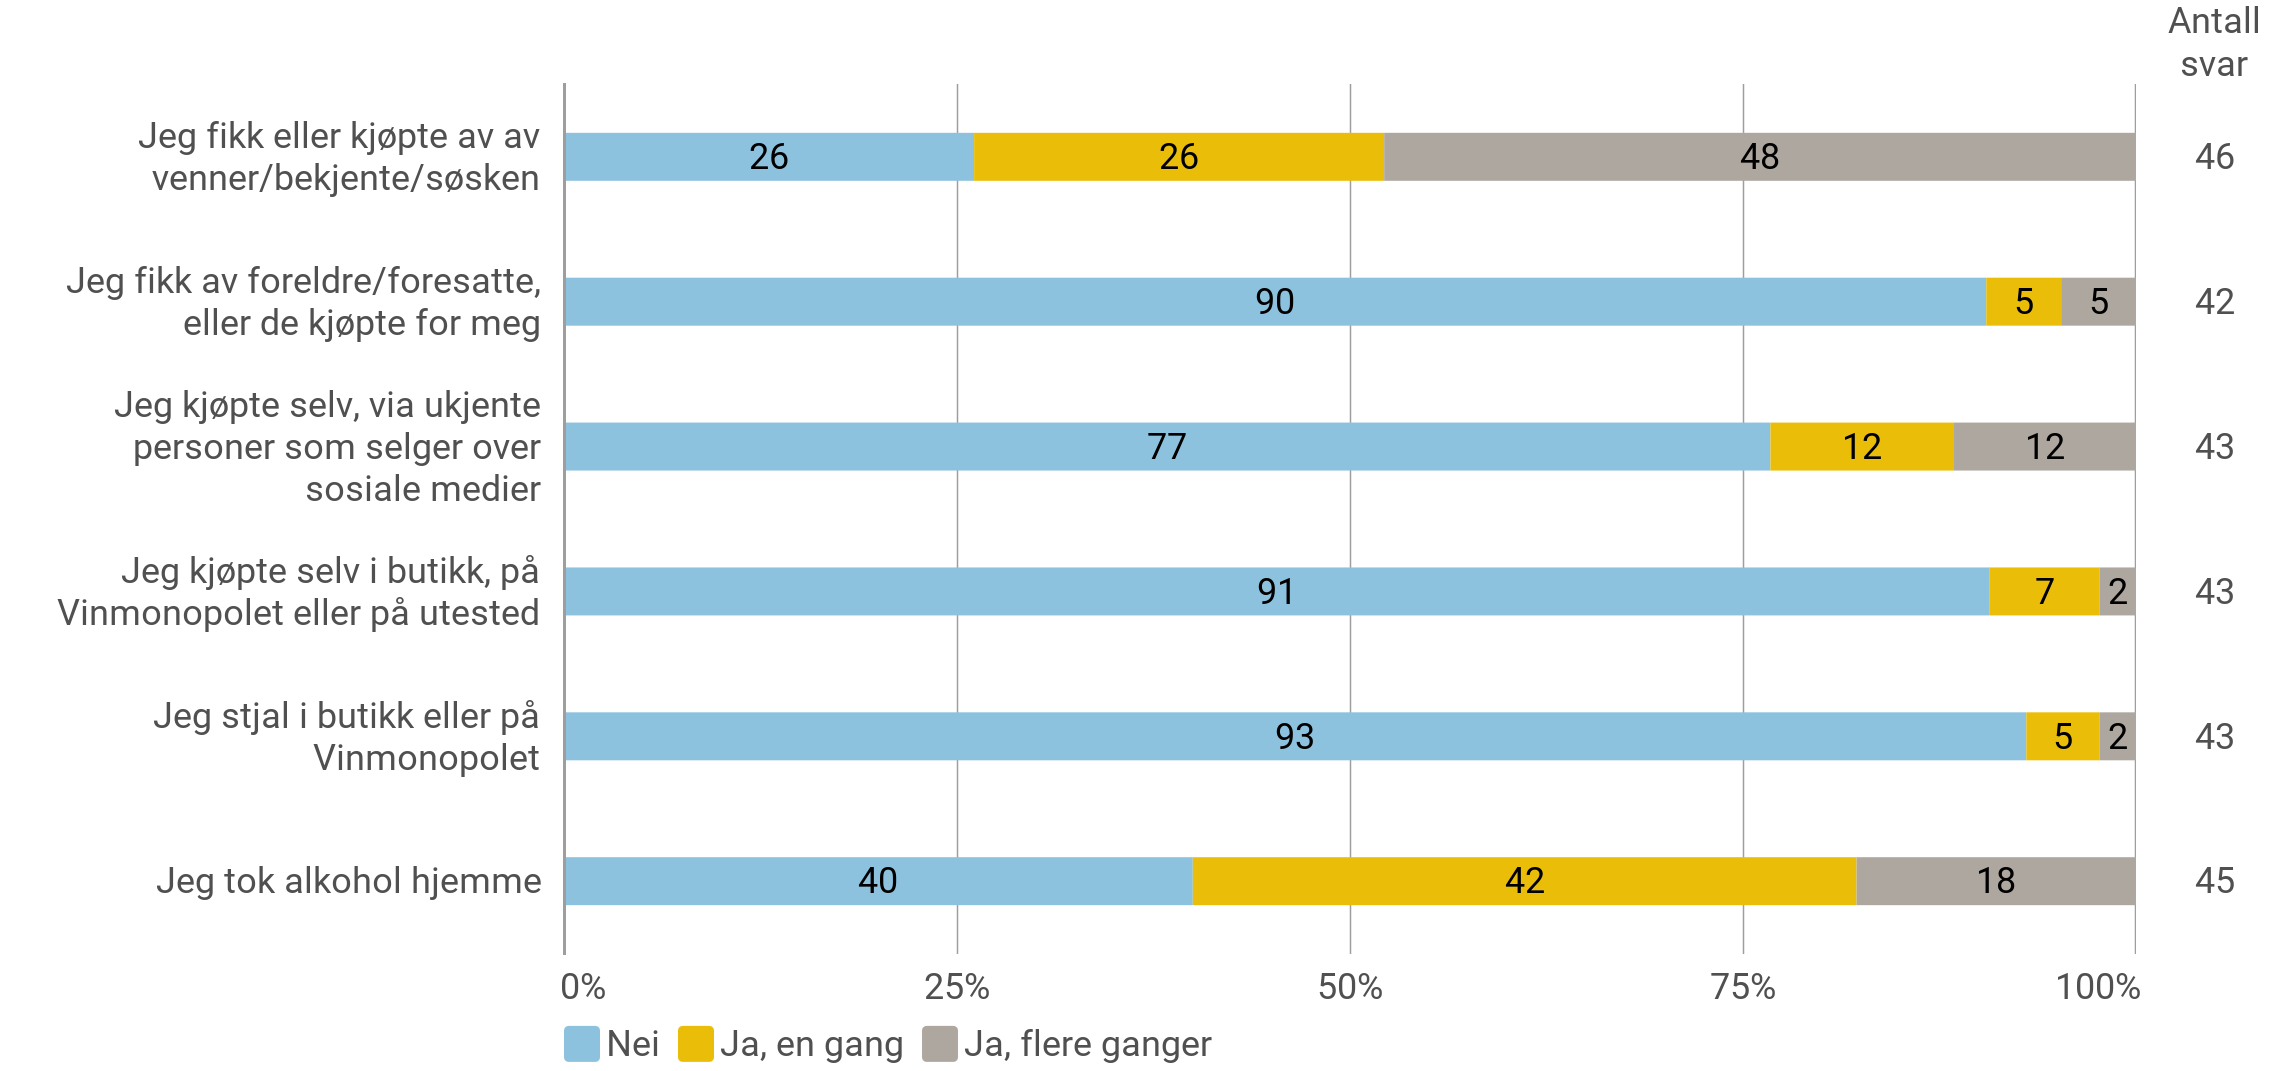 Antall
svar
Jeg fikk eller kjøpte av av
venner/bekjente/søsken
26 26 48 46
Jeg fikk av foreldre/foresatte,
eller de kjøpte for meg
90 5 5 42
Jeg kjøpte selv, via ukjente
personer som selger over
sosiale medier
77 12 12 43
Jeg kjøpte selv i butikk, på
Vinmonopolet eller på utested
91 7 2 43
Jeg stjal i butikk eller på
Vinmonopolet
93 5 2 43
Jeg tok alkohol hjemme
40 42 18 45
0% 25% 50% 75% 100%
Nei Ja, en gang Ja, flere ganger